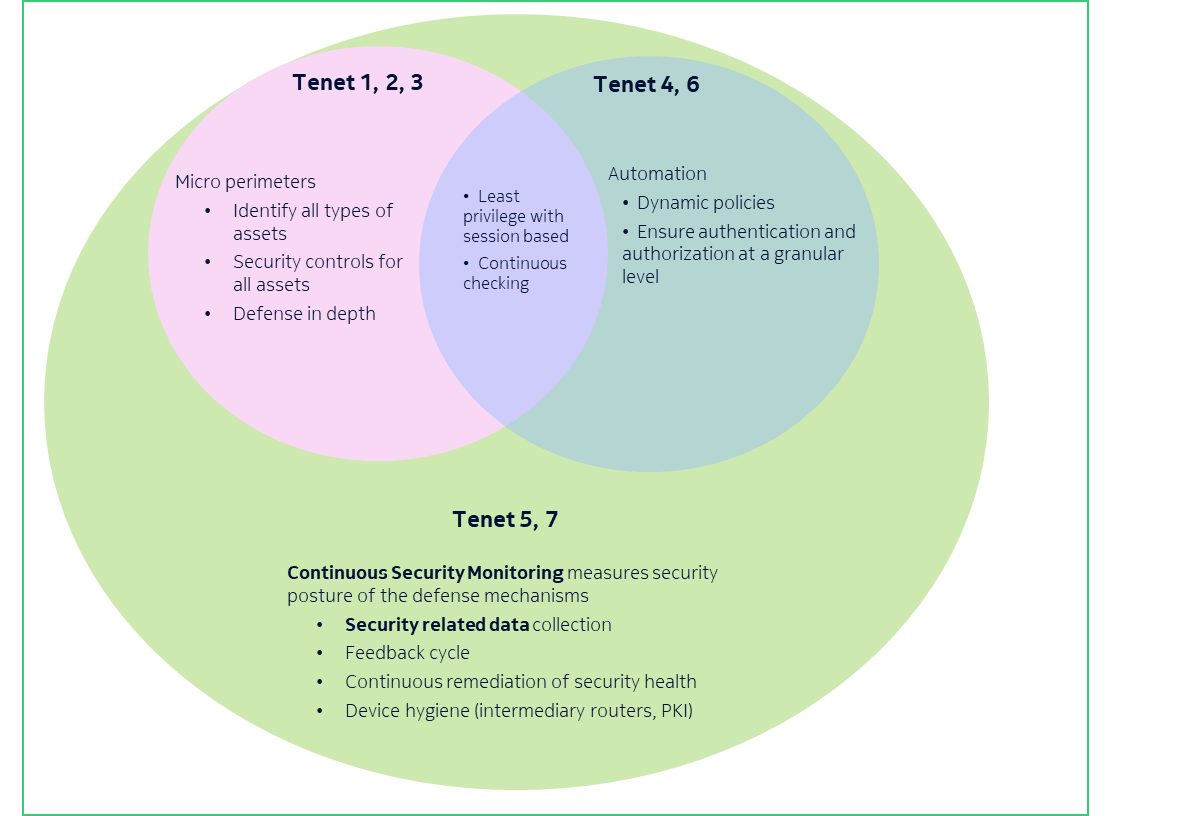 Tenet 1, 2, 3
Micro perimeters
• Identify all types of
assets
• Security controls for
all assets
• Defense in depth
• Least
privilege with
session based
• Continuous
checking
Tenet 4, 6
Automation
• Dynamic policies
• Ensure authentication and
authorization at a granular
level
Tenet 5, 7
Continuous Security Monitoring measures security
posture of the defense mechanisms
• Security related data collection
• Feedback cycle
• Continuous remediation of security health
• Device hygiene (intermediary routers, PKI)